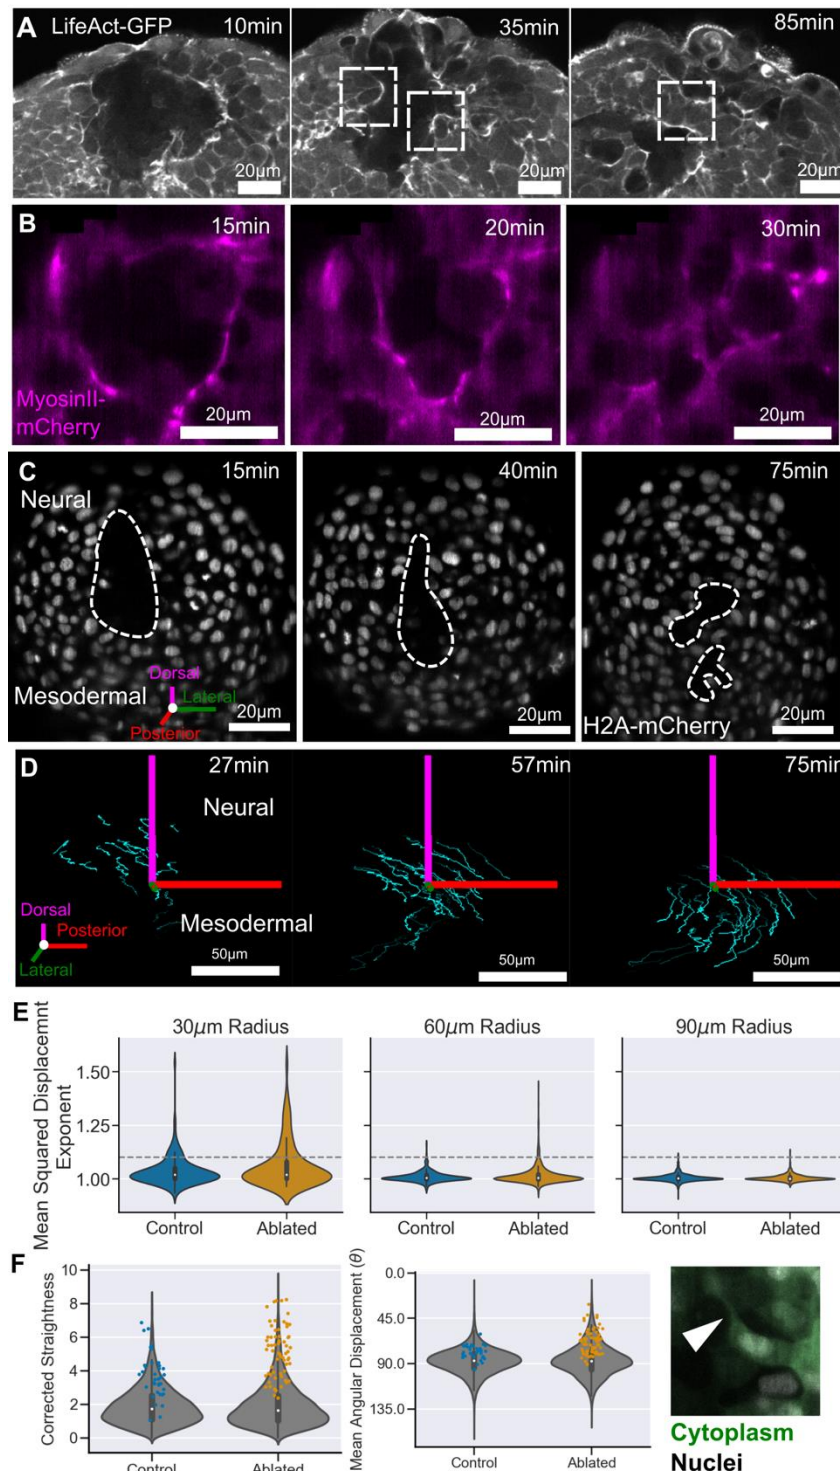 A LifeAct-GFP 10min 35min 85min
20µm 20µm 20µm
B 15min 20min 30min
MyosinII-
mCherry
20µm 20µm 20µm
C 15min 40min 75min
Neural
Mesodermal
Dorsal
Lateral
Posterior
20µm 20µm 20µm
H2A-mCherry
D 27min 57min 75min
Neural
Mesodermal
Dorsal
Posterior
Lateral
50µm 50µm 50µm
E
30µm Radius 60µm Radius 90µm Radius
Mean Squared Displacemnt
Exponent
1.50
1.25
1.00
Control Ablated Control Ablated Control Ablated
F
Corrected Straightness
10
8
6
4
2
0
Control Ablated
Mean Angular Displacement (θ)
0.0
45.0
90.0
135.0
Control Ablated
Cytoplasm
Nuclei